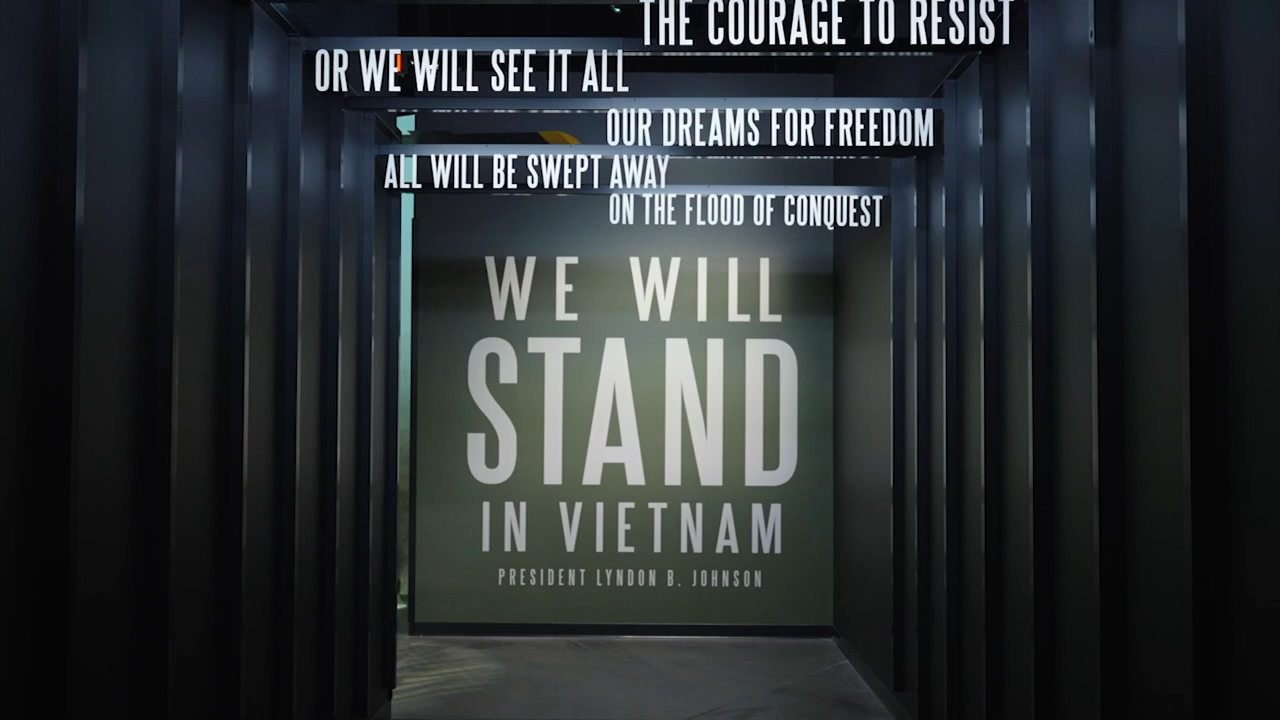 THE COURAGE TO RESIST
OR WE WILL SEE IT ALL
OUR DREAMS FOR FREEDOM
ALL WILL BE SWEPT AWAY
ON THE FLOOD OF CONQUEST
WE WILL
STAND
IN VIETNAM
PRESIDENT LYNDON B. JOHNSON